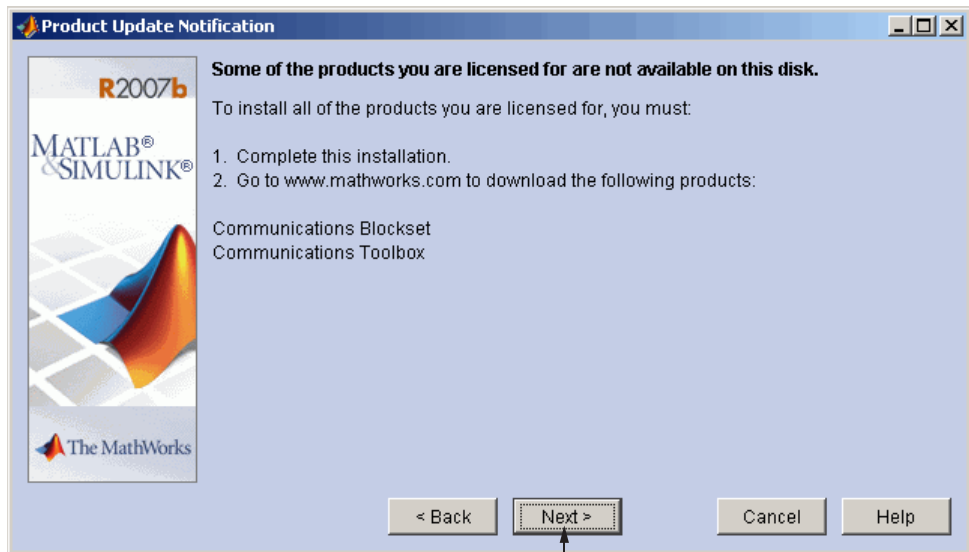 Product Update Notification
R2007b
MATLAB®
&SIMULINK®
The MathWorks
Some of the products you are licensed for are not available on this disk.
To install all of the products you are licensed for, you must:
1. Complete this installation.
2. Go to www.mathworks.com to download the following products:
Communications Blockset
Communications Toolbox
< Back
Next >
Cancel
Help